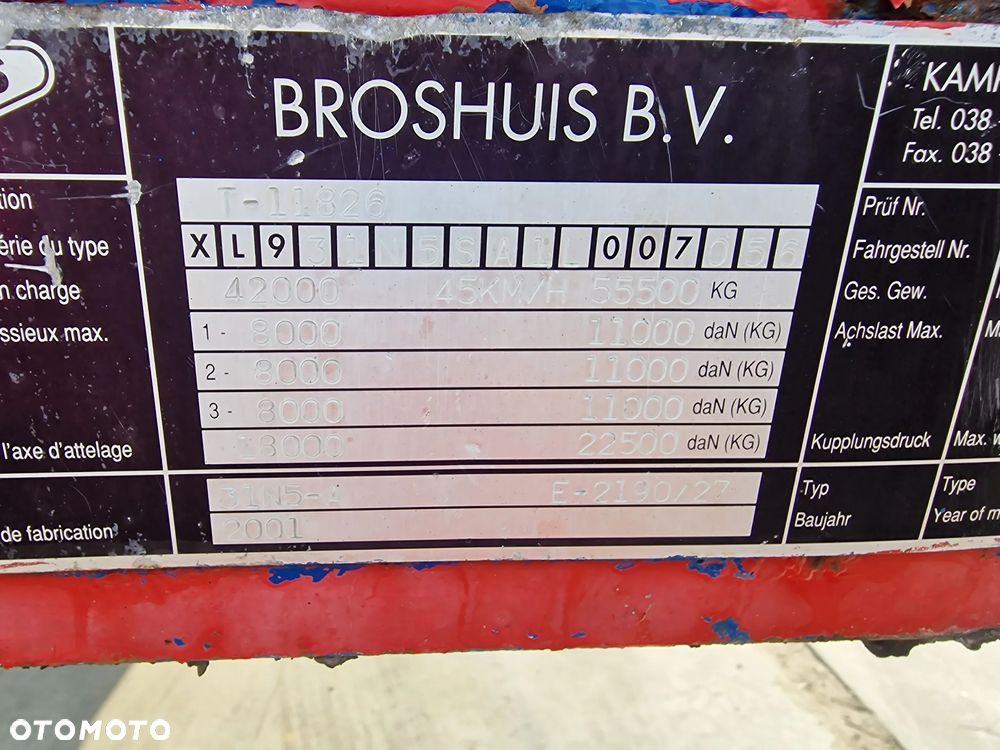 BROSHUIS B.V.
KAMP
Tel. 038
Fax. 038
tion T-11826 Prüf Nr.
érie du type XL931N5SA1L007056 Fahrgestell Nr.
n charge 42000 45KM/H 55500 KG Ges. Gew.
ssieux max. 1- 8000 11000 daN (KG) Achslast Max. M
2- 8000 11000 daN (KG)
3- 8000 11000 daN (KG)
l'axe d'attelage 18000 22500 daN (KG) Kupplungsdruck Max. w
31N5-A E-2190/27 Typ Type
de fabrication 2001 Baujahr Year of m
OTOMOTO